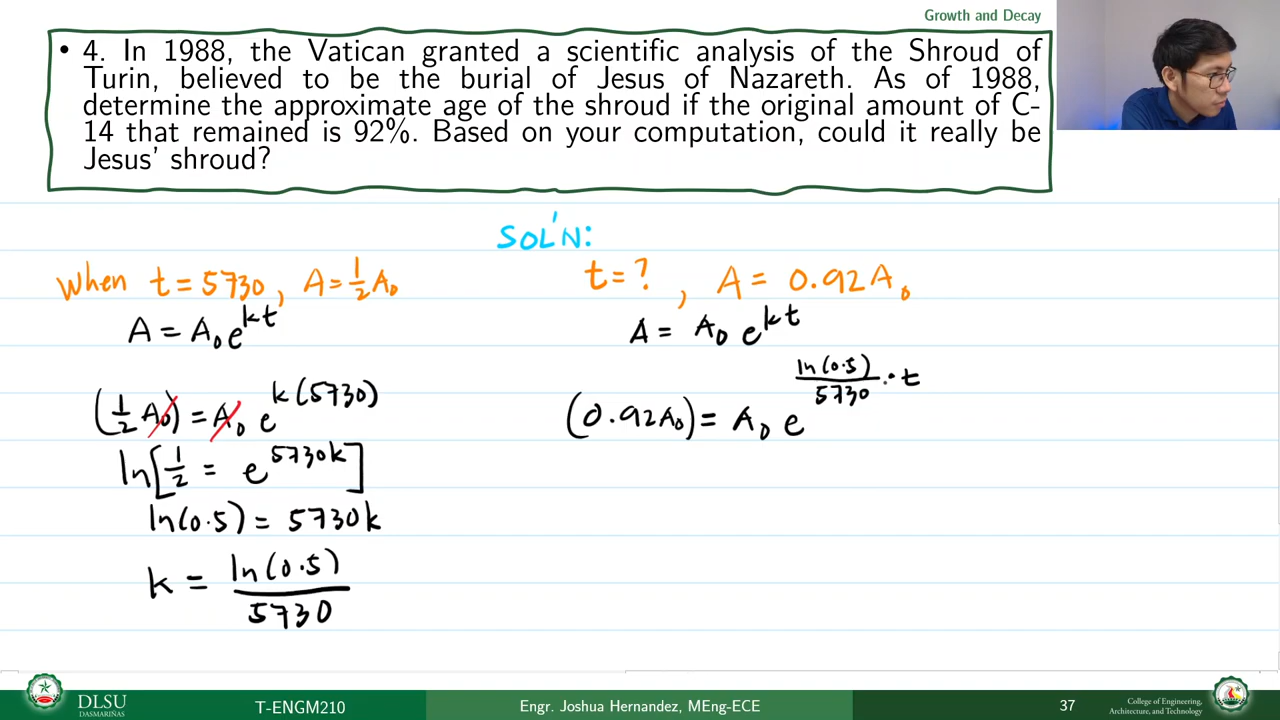 Growth and Decay
• 4. In 1988, the Vatican granted a scientific analysis of the Shroud of
Turin, believed to be the burial of Jesus of Nazareth. As of 1988,
determine the approximate age of the shroud if the original amount of C-
14 that remained is 92%. Based on your computation, could it really be
Jesus' shroud?
SOL'N:
When t = 5730, A = 1/2 A₀
A = A₀e^kt
(1/2 A₀) = A₀ e^k(5730)
ln[1/2 = e^5730k]
ln(0.5) = 5730k
k = ln(0.5)/5730
t = ? , A = 0.92A₀
A = A₀ e^kt
(0.92A₀) = A₀ e^ln(0.5)/5730 · t
DLSU
DASMARIÑAS
T-ENGM210
Engr. Joshua Hernandez, MEng-ECE
37
College of Engineering,
Architecture, and Technology